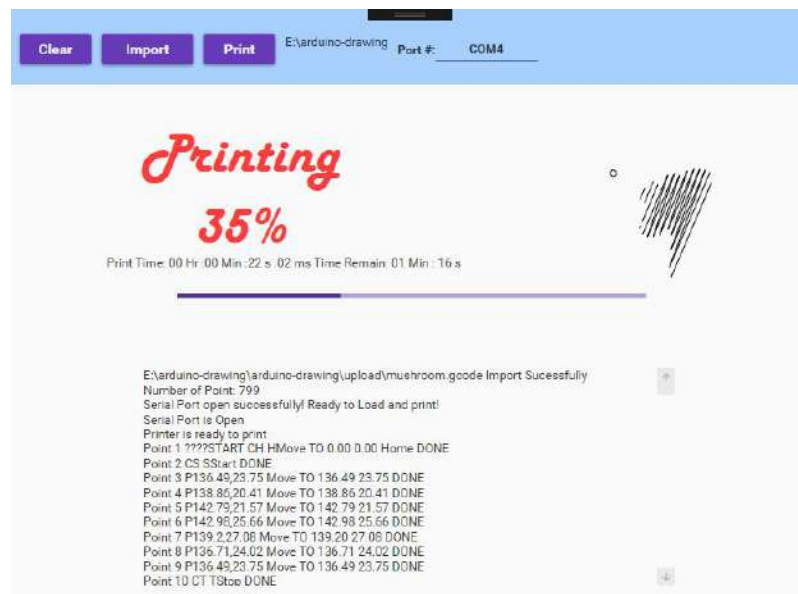 Clear
Import
Print
E:\arduino-drawing
Port #:
COM4
Printing
35%
Print Time: 00 Hr :00 Min :22 s :02 ms Time Remain: 01 Min : 16 s
E:\arduino-drawing\arduino-drawing\upload\mushroom.gcode Import Sucessfully
Number of Point: 799
Serial Port open successfully! Ready to Load and print!
Serial Port is Open
Printer is ready to print
Point 1 ????START CH HMove TO 0.00 0.00 Home DONE
Point 2 CS SStart DONE
Point 3 P136.49,23.75 Move TO 136.49 23.75 DONE
Point 4 P138.86,20.41 Move TO 138.86 20.41 DONE
Point 5 P142.79,21.57 Move TO 142.79 21.57 DONE
Point 6 P142.98,25.66 Move TO 142.98 25.66 DONE
Point 7 P139.2,27.08 Move TO 139.20 27.08 DONE
Point 8 P136.71,24.02 Move TO 136.71 24.02 DONE
Point 9 P136.49,23.75 Move TO 136.49 23.75 DONE
Point 10 CT TStop DONE